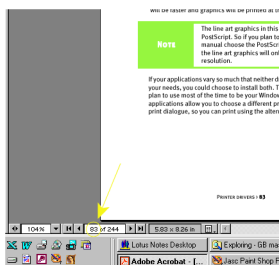 will be faster and graphics will be printed at th
NOTE
The line art graphics in this
PostScript. So if you plan to
manual choose the PostScri
the line art graphics will onl
resolution.
If your applications vary so much that neither d
your needs, you could choose to install both. T
plan to use most of the time to be your Window
applications allow you to choose a different pr
print dialogue, so you can print using the altern
PRINTER DRIVERS > 83
104% 83 of 244 5.83 x 8.26 in
Lotus Notes Desktop Exploring - GB ma
Adobe Acrobat - [... Jasc Paint Shop P